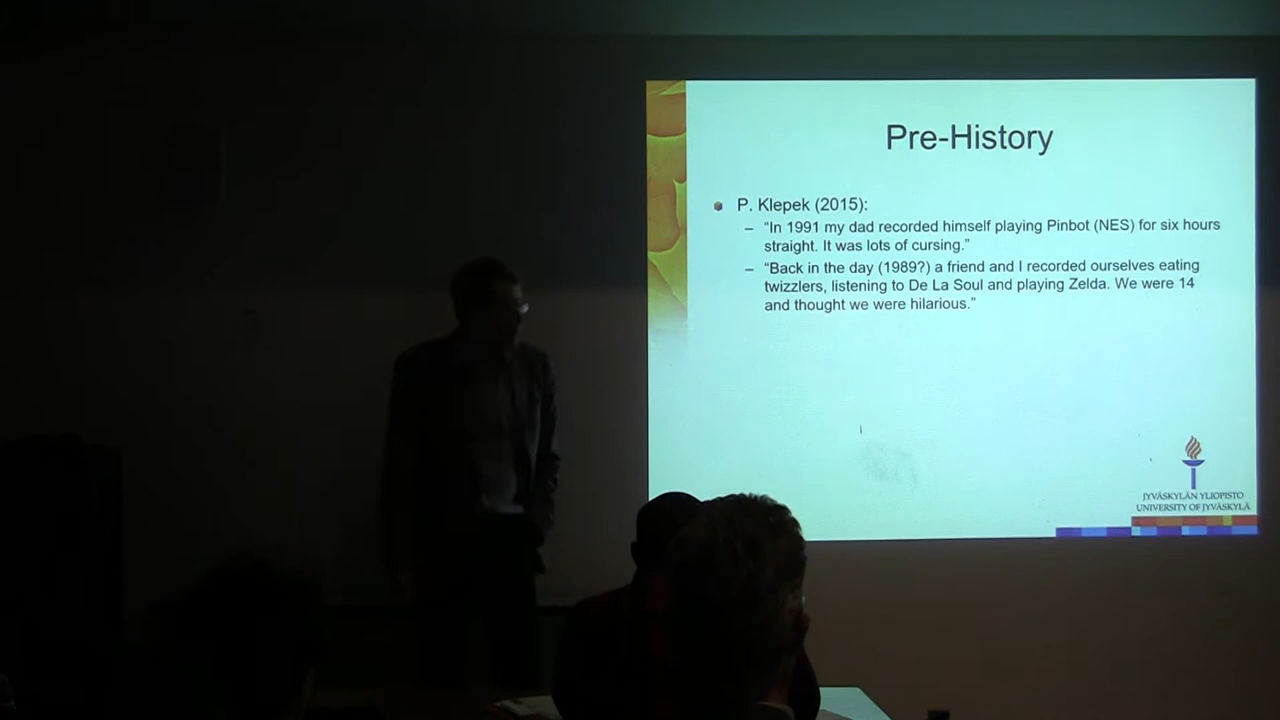 Pre-History
P. Klepek (2015):
– “In 1991 my dad recorded himself playing Pinbot (NES) for six hours
straight. It was lots of cursing.”
– “Back in the day (1989?) a friend and I recorded ourselves eating
twizzlers, listening to De La Soul and playing Zelda. We were 14
and thought we were hilarious.”
JYVÄSKYLÄN YLIOPISTO
UNIVERSITY OF JYVÄSKYLÄ